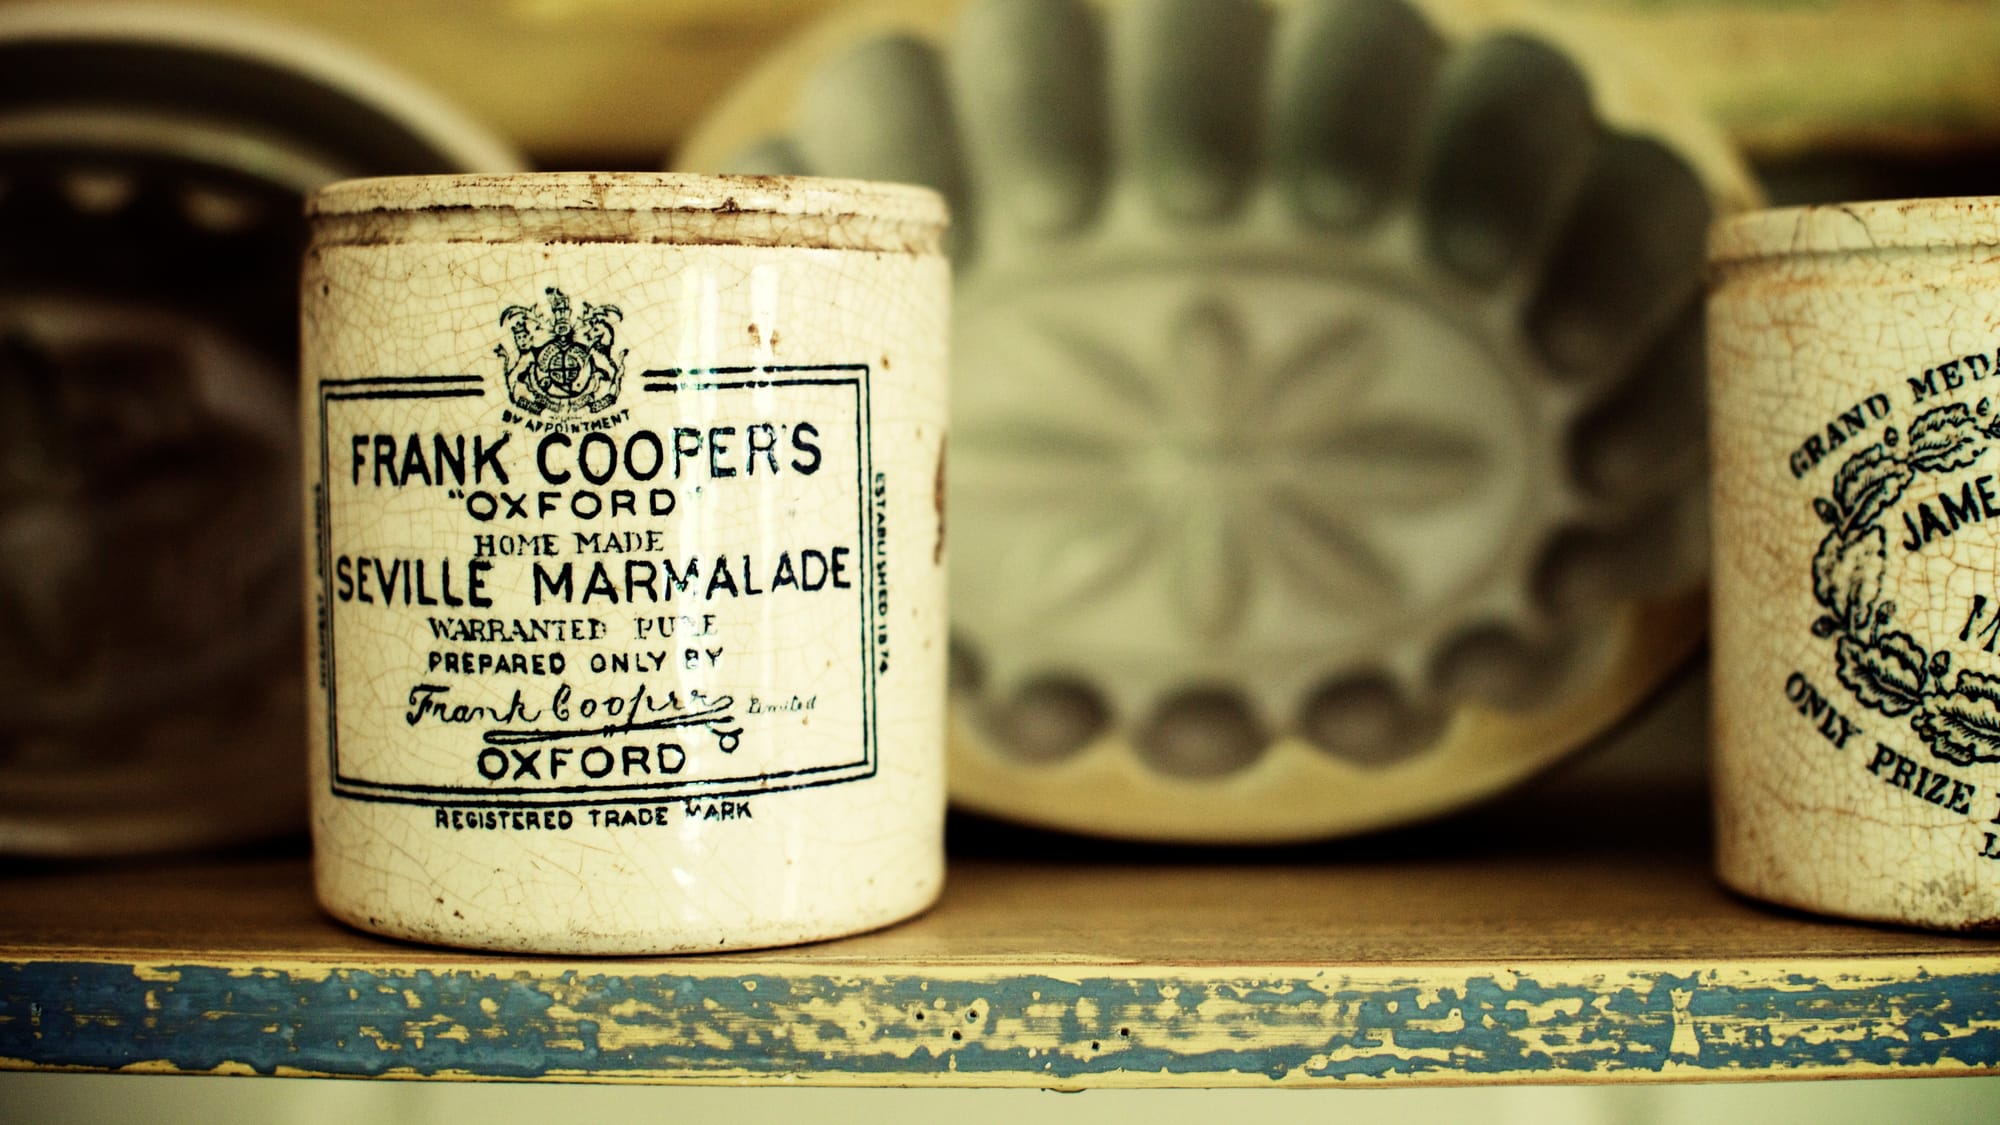 BY APPOINTMENT
FRANK COOPER'S
"OXFORD"
HOME MADE
SEVILLE MARMALADE
WARRANTED PURE
PREPARED ONLY BY
Frank Cooper Limited
OXFORD
REGISTERED TRADE MARK
ESTABLISHED 1874
GRAND
JAME
ONLY PRIZE